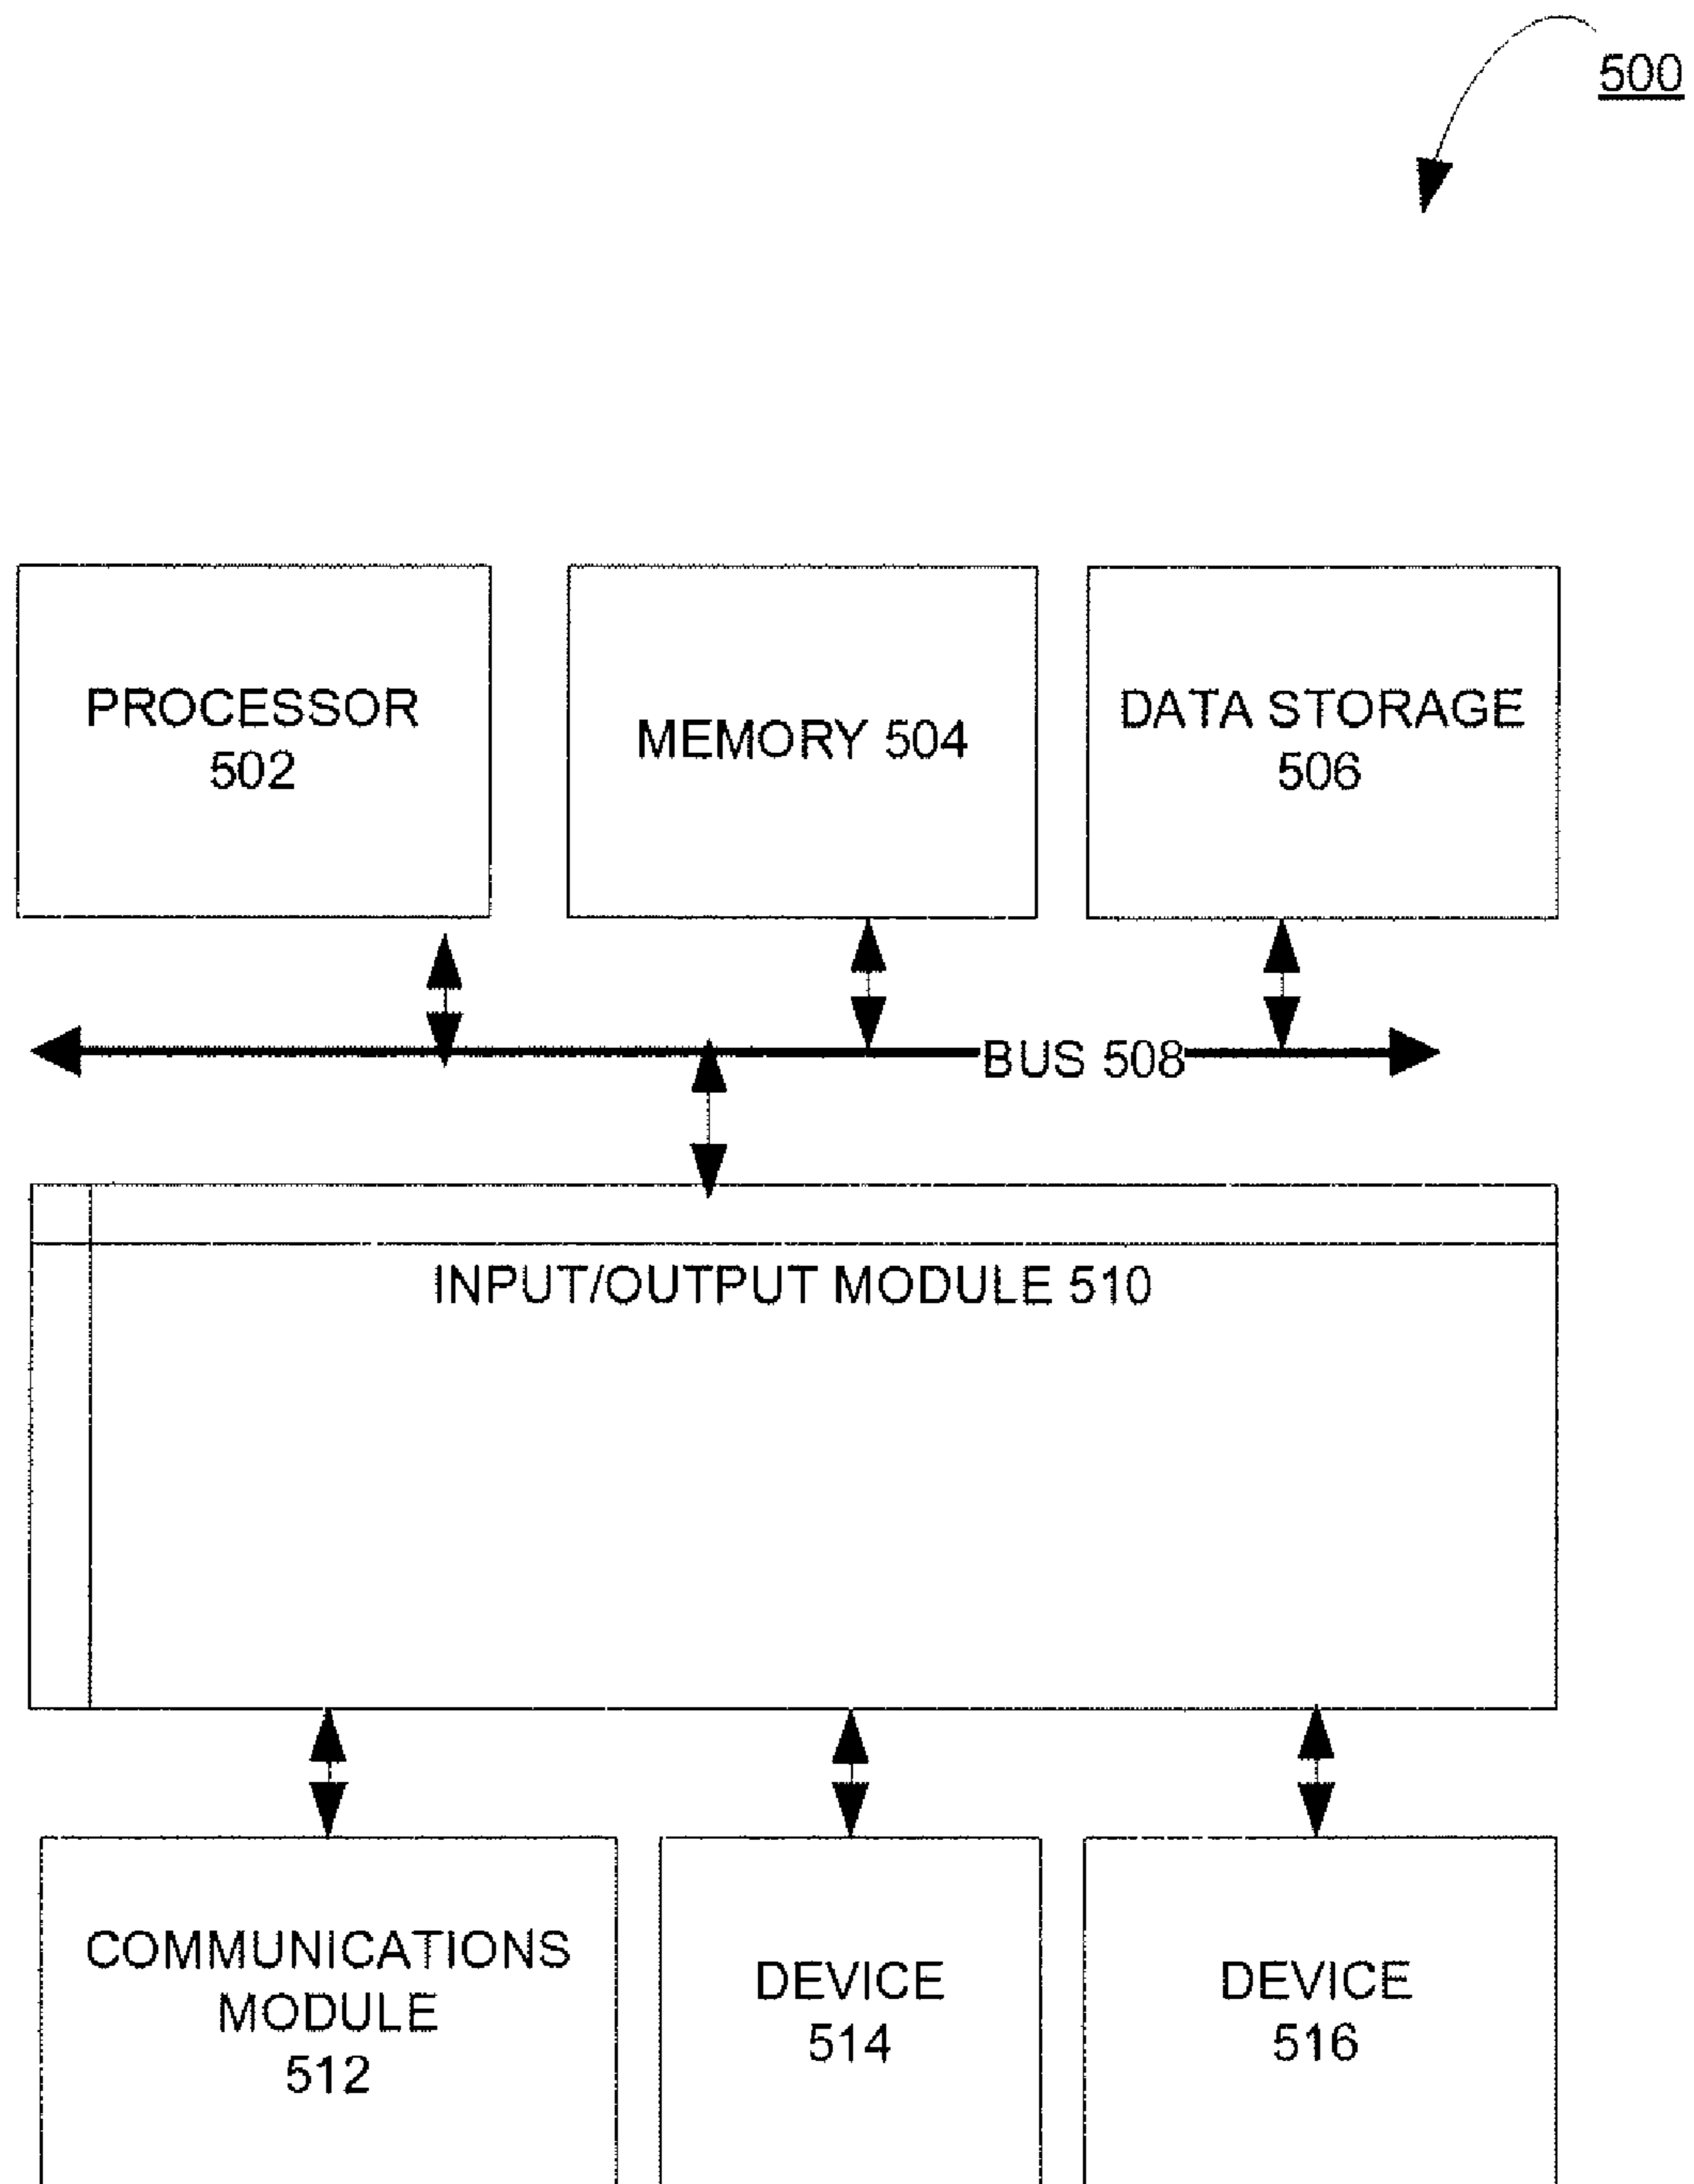 500
PROCESSOR
502
MEMORY 504
DATA STORAGE
506
BUS 508
INPUT/OUTPUT MODULE 510
COMMUNICATIONS
MODULE
512
DEVICE
514
DEVICE
516